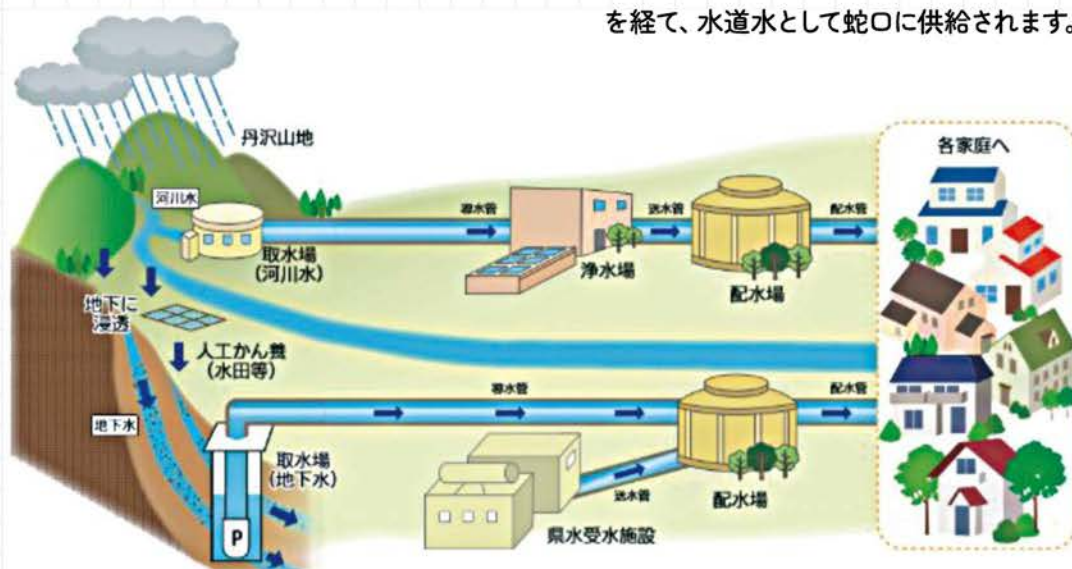 を経て、水道水として蛇口に供給されます。
丹沢山地
各家庭へ
河川水
導水管
送水管
配水管
取水場
(河川水)
浄水場
配水場
地下に
浸透
人工かん養
(水田等)
導水管
配水管
地下水
取水場
(地下水)
P
送水管
配水場
県水受水施設